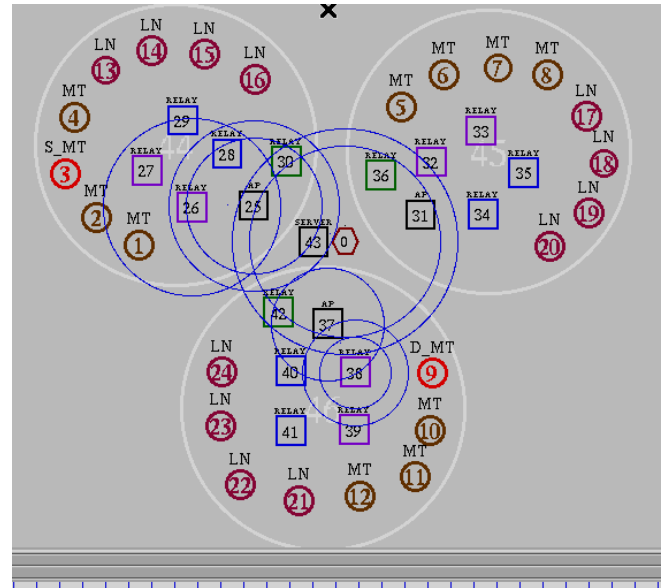 LN
14
LN
15
LN
13
LN
16
MT
4
S_MT
3
MT
2
MT
1
RELAY
29
RELAY
28
RELAY
30
RELAY
27
44
RELAY
26
AP
25
SERVER
43
0
MT
5
MT
6
MT
7
MT
8
LN
17
LN
18
LN
19
LN
20
RELAY
33
RELAY
32
RELAY
36
RELAY
35
45
AP
31
RELAY
34
RELAY
42
AP
37
RELAY
40
RELAY
38
D_MT
9
LN
24
LN
23
46
RELAY
41
RELAY
39
MT
10
MT
11
MT
12
LN
22
LN
21